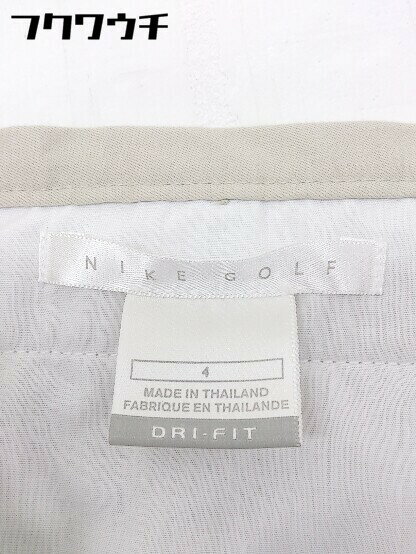 フクワウチ
NIKE GOLF
4
MADE IN THAILAND
FABRIQUE EN THAILANDE
DRI-FIT